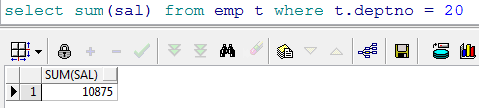 select sum(sal) from emp t where t.deptno = 20
SUM(SAL)
1 10875